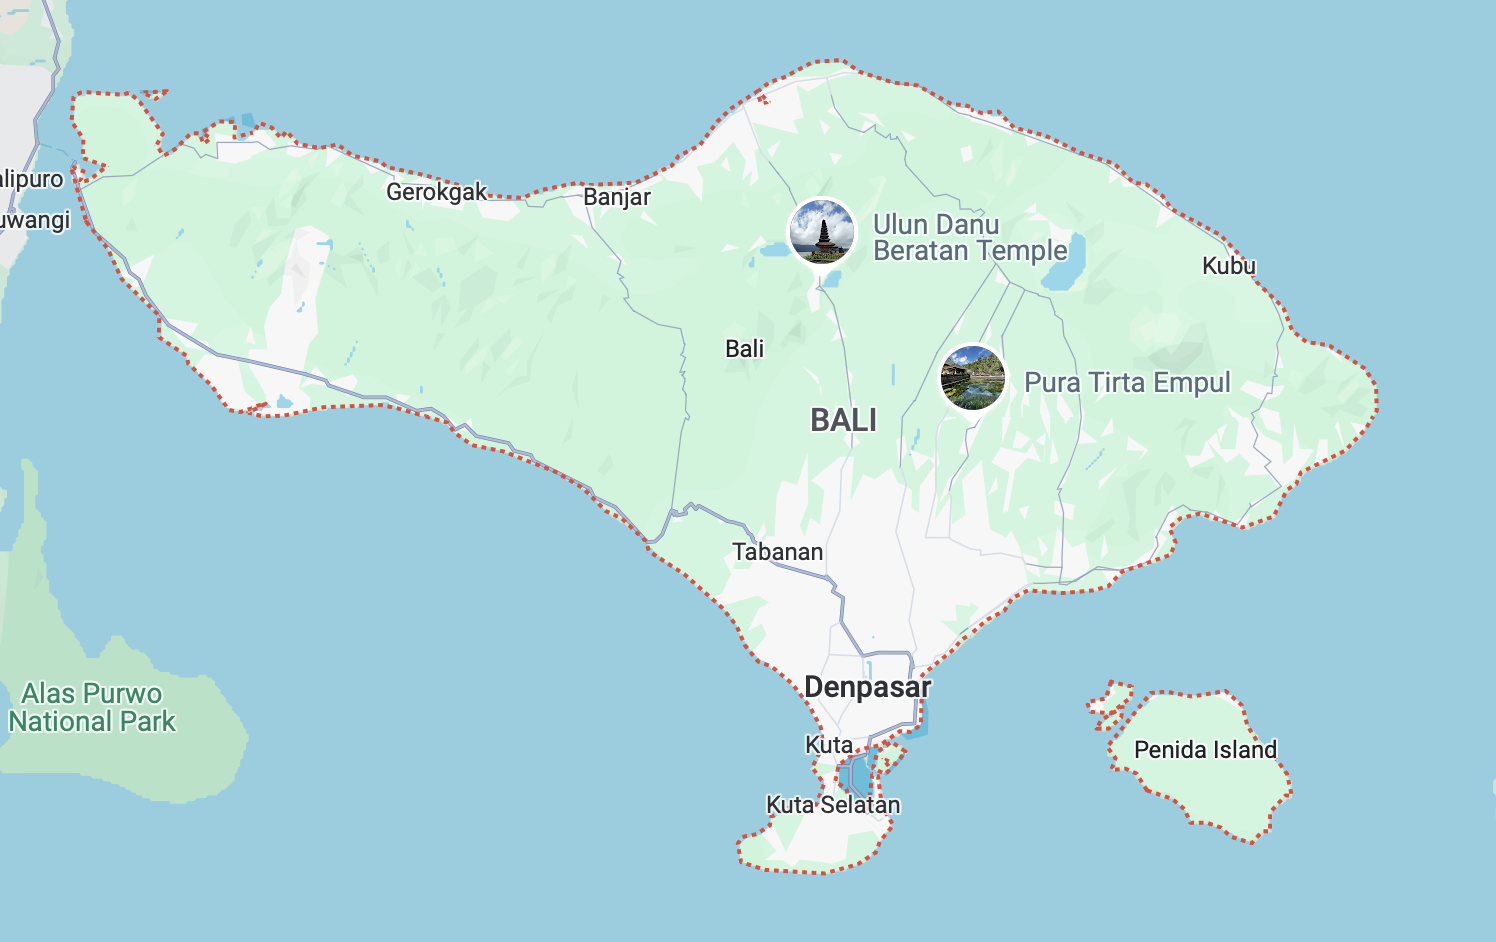 alipuro
uwangi
Gerokgak
Banjar
Ulun Danu
Beratan Temple
Kubu
Bali
Pura Tirta Empul
BALI
Tabanan
Denpasar
Alas Purwo
National Park
Kuta
Penida Island
Kuta Selatan